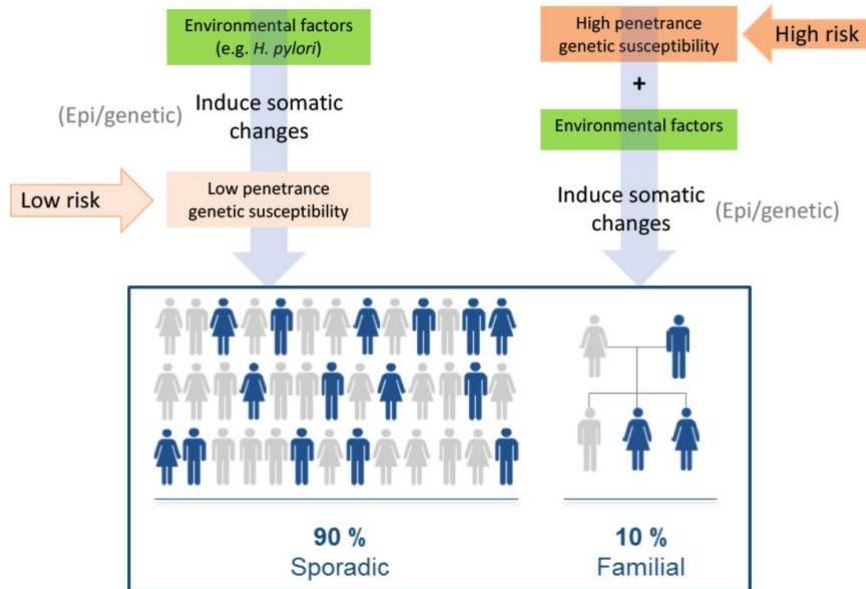 Environmental factors
(e.g. H. pylori)
(Epi/genetic)
Induce somatic
changes
Low risk
Low penetrance
genetic susceptibility
High penetrance
genetic susceptibility
High risk
+
Environmental factors
Induce somatic
changes
(Epi/genetic)
90 %
Sporadic
10 %
Familial